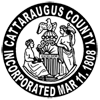 CATTARAUGUS COUNTY.
INCORPORATED MAR 11. 1808